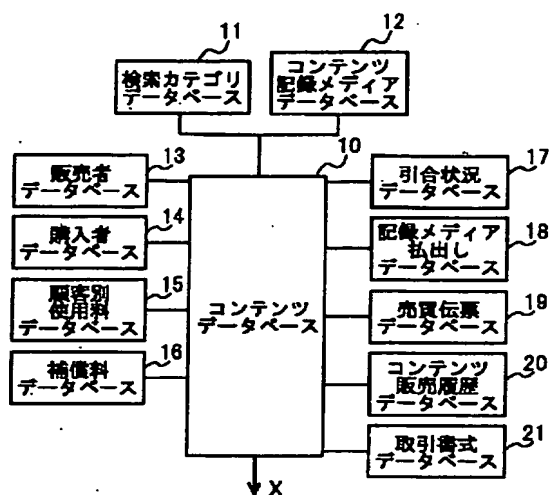 11
検索カテゴリ
データベース
12
コンテンツ
記録メディア
データベース
13
販売者
データベース
14
購入者
データベース
15
顧客別
使用料
データベース
16
補償料
データベース
10
コンテンツ
データベース
17
引合状況
データベース
18
記録メディア
払出し
データベース
19
売買伝票
データベース
20
コンテンツ
販売履歴
データベース
21
取引書式
データベース
X